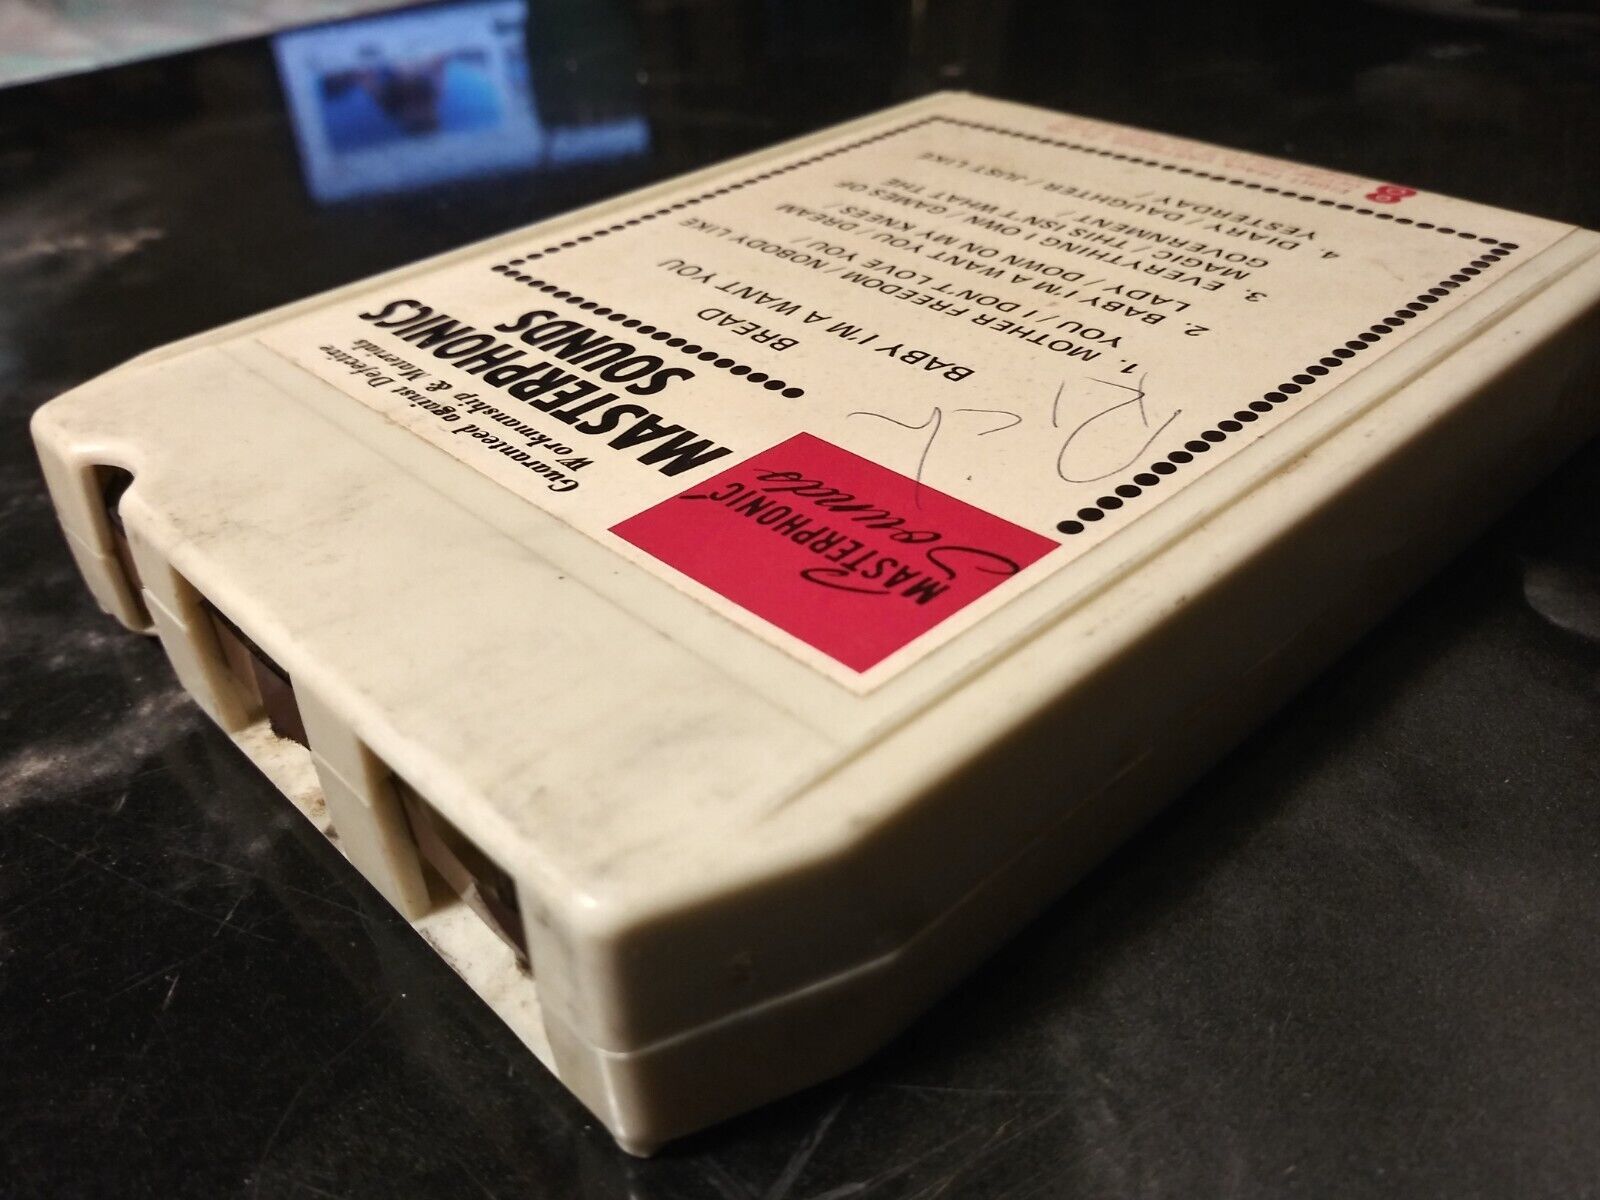 MASTERPHONIC
Sounds
Rich
Guaranteed against Defective
Workmanship & Materials
MASTERPHONICS
SOUNDS
BREAD
BABY I'M A WANT YOU
1. MOTHER FREEDOM / NOBODY LIKE
YOU / I DON'T LOVE YOU /
2. BABY I'M A WANT YOU / DREAM
LADY / DOWN ON MY KNEES /
3. EVERYTHING I OWN / GAMES OF
MAGIC / THIS ISN'T WHAT THE
GOVERNMENT /
4. DIARY / DAUGHTER / JUST LIKE
YESTERDAY /
8